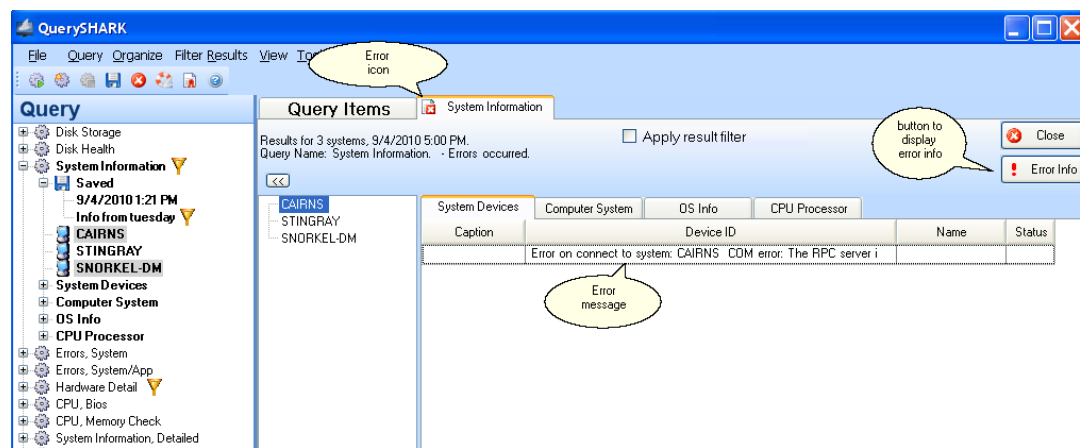 QuerySHARK
File Query Organize Filter Results View
Error
icon
Query
Query Items
System Information
Disk Storage
Disk Health
System Information
Saved
9/4/2010 1:21 PM
Info from tuesday
CAIRNS
STINGRAY
SNORKEL-DM
System Devices
Computer System
OS Info
CPU Processor
Errors, System
Errors, System/App
Hardware Detail
CPU, Bios
CPU, Memory Check
System Information, Detailed
Results for 3 systems, 9/4/2010 5:00 PM.
Query Name: System Information. - Errors occurred.
Apply result filter
button to
display
error info
Close
Error Info
<<
CAIRNS
STINGRAY
SNORKEL-DM
System Devices
Computer System
OS Info
CPU Processor
Caption
Device ID
Name
Status
Error on connect to system: CAIRNS COM error: The RPC server i
Error
message